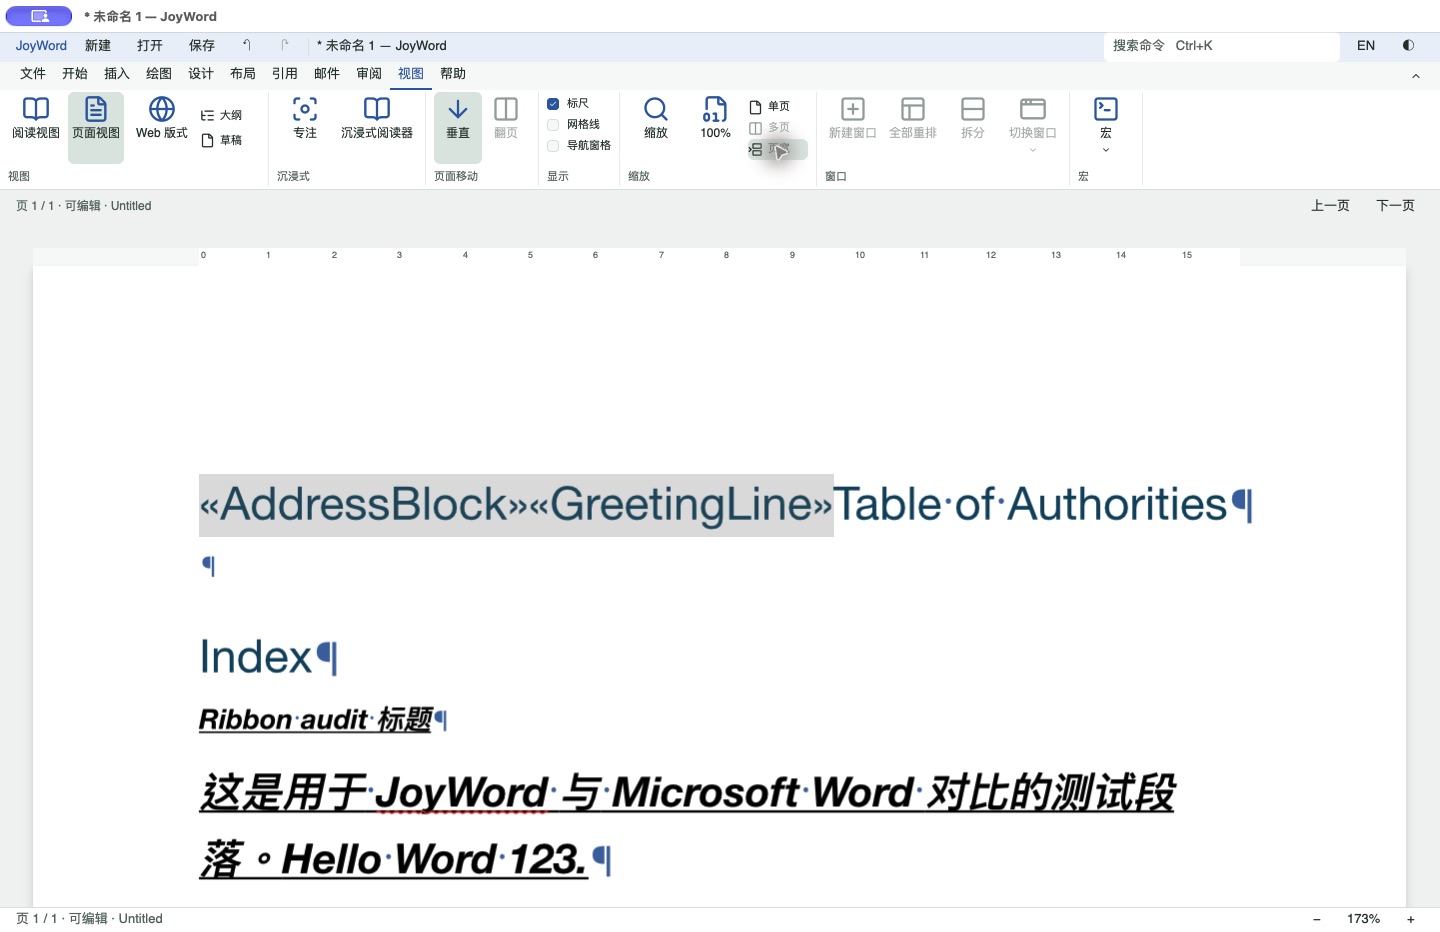 * 未命名 1 — JoyWord
JoyWord 新建 打开 保存 * 未命名 1 — JoyWord 搜索命令 Ctrl+K EN
文件 开始 插入 绘图 设计 布局 引用 邮件 审阅 视图 帮助
阅读视图 页面视图 Web 版式 大纲 草稿
视图
专注 沉浸式阅读器
沉浸式
垂直 翻页
页面移动
标尺
网格线
导航窗格
显示
缩放 100% 单页 多页
缩放
新建窗口 全部重排 拆分 切换窗口
窗口
宏
宏
页 1 / 1 · 可编辑 · Untitled 上一页 下一页
0 1 2 3 4 5 6 7 8 9 10 11 12 13 14 15
«AddressBlock»«GreetingLine»Table·of·Authorities¶
¶
Index¶
Ribbon·audit·标题¶
这是用于·JoyWord·与·Microsoft·Word·对比的测试段
落。Hello·Word·123.¶
页 1 / 1 · 可编辑 · Untitled − 173% +